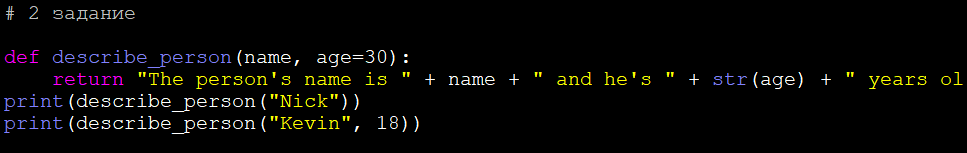 # 2 задание
def describe_person(name, age=30):
    return "The person's name is " + name + " and he's " + str(age) + " years ol
print(describe_person("Nick"))
print(describe_person("Kevin", 18))